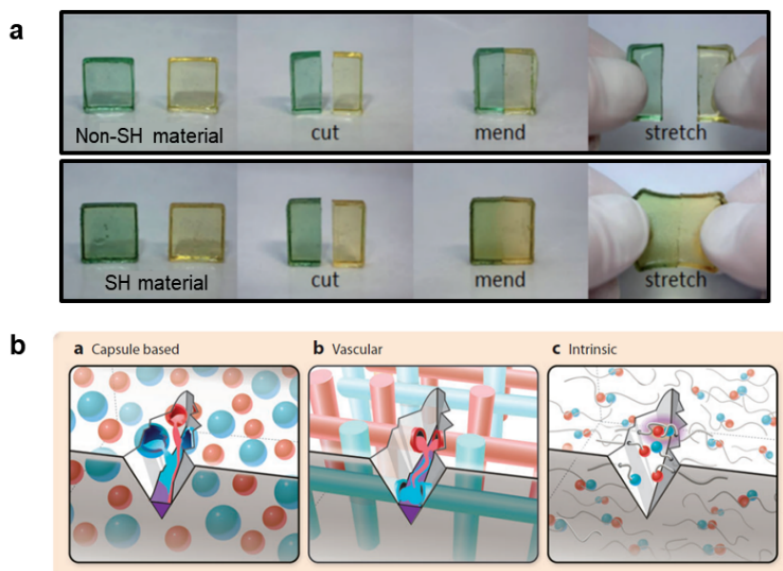 a
Non-SH material cut mend stretch
SH material cut mend stretch
b
a Capsule based b Vascular c Intrinsic